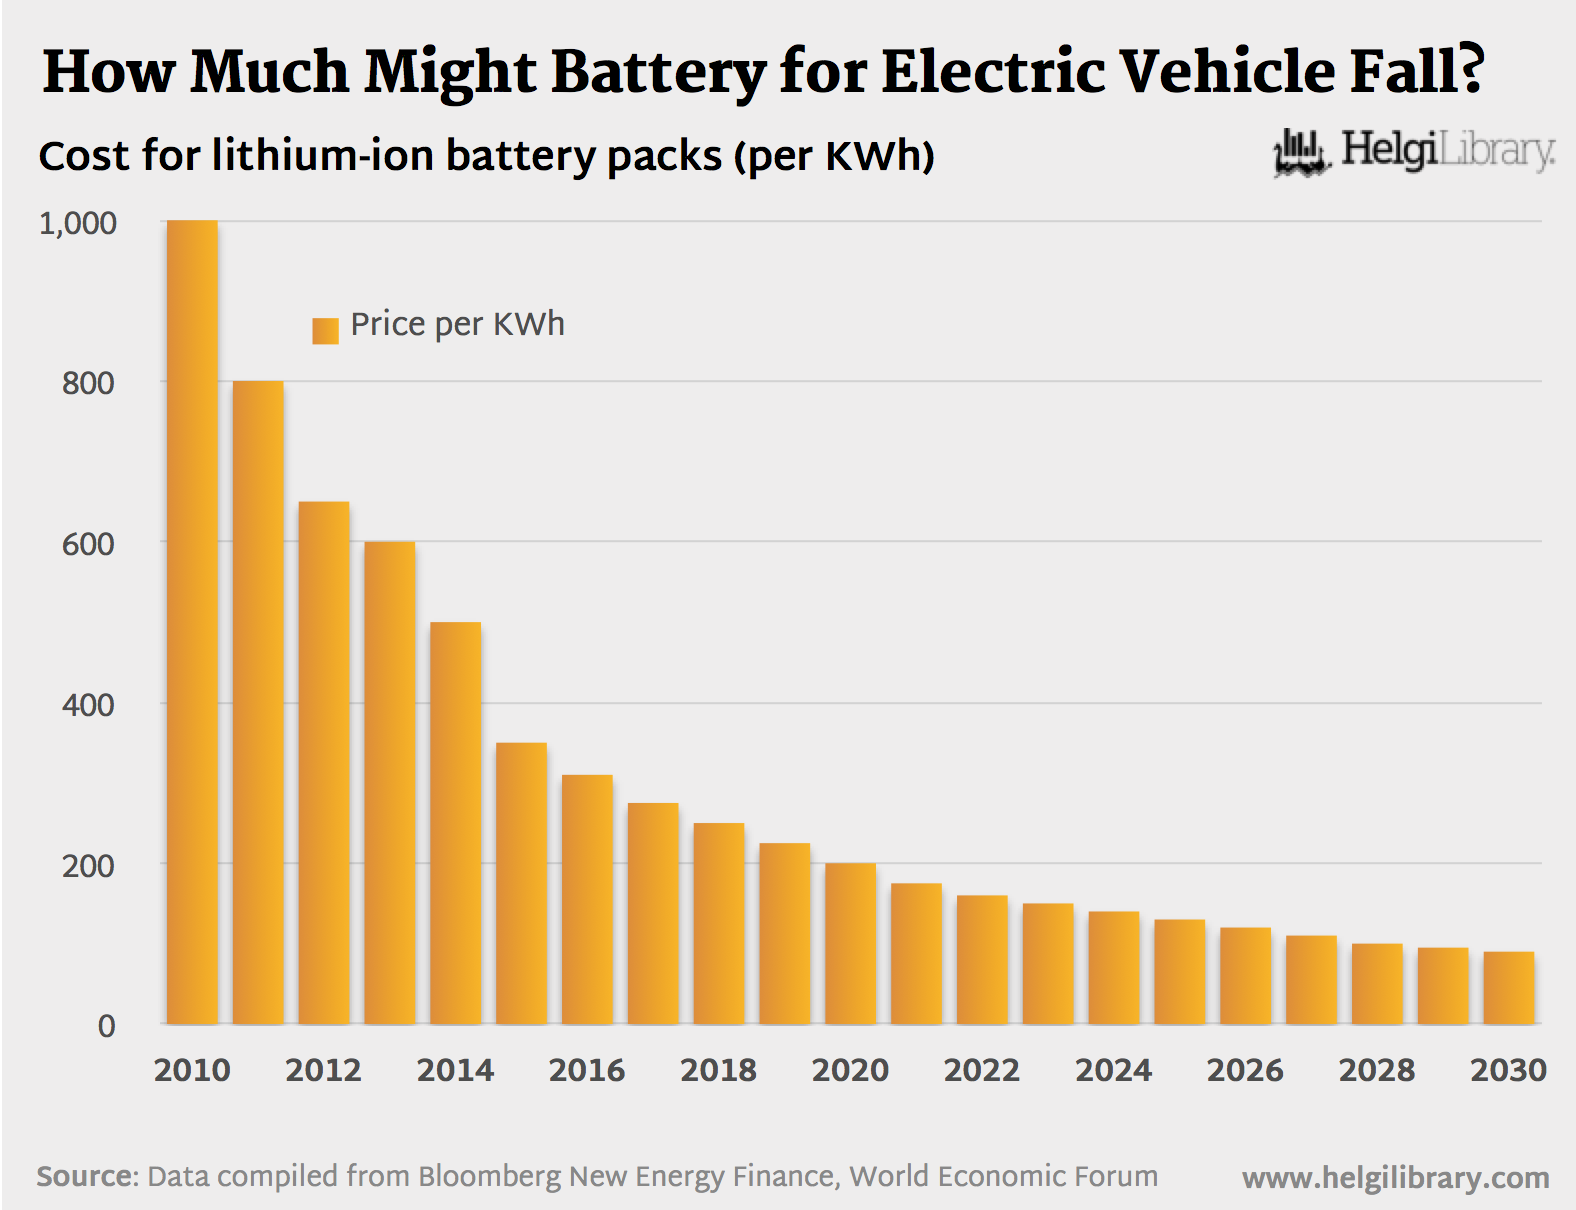 How Much Might Battery for Electric Vehicle Fall?
Cost for lithium-ion battery packs (per KWh)
HelgiLibrary.
1,000
Price per KWh
800
600
400
200
0
2010 2012 2014 2016 2018 2020 2022 2024 2026 2028 2030
Source: Data compiled from Bloomberg New Energy Finance, World Economic Forum
www.helgilibrary.com